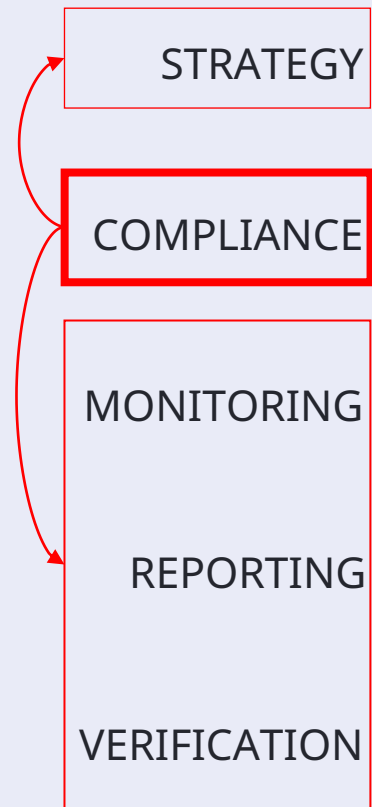 STRATEGY
COMPLIANCE
MONITORING
REPORTING
VERIFICATION